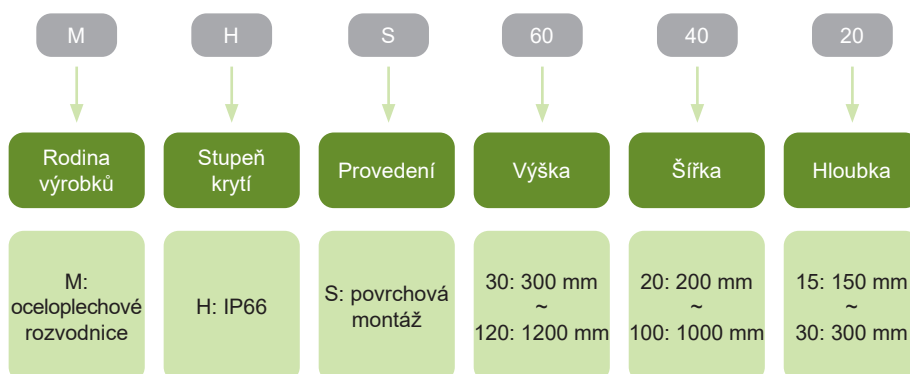 M H S 60 40 20
Rodina
výrobků
Stupeň
krytí
Provedení
Výška
Šířka
Hloubka
M:
oceloplechové
rozvodnice
H: IP66
S: povrchová
montáž
30: 300 mm
~
120: 1200 mm
20: 200 mm
~
100: 1000 mm
15: 150 mm
~
30: 300 mm